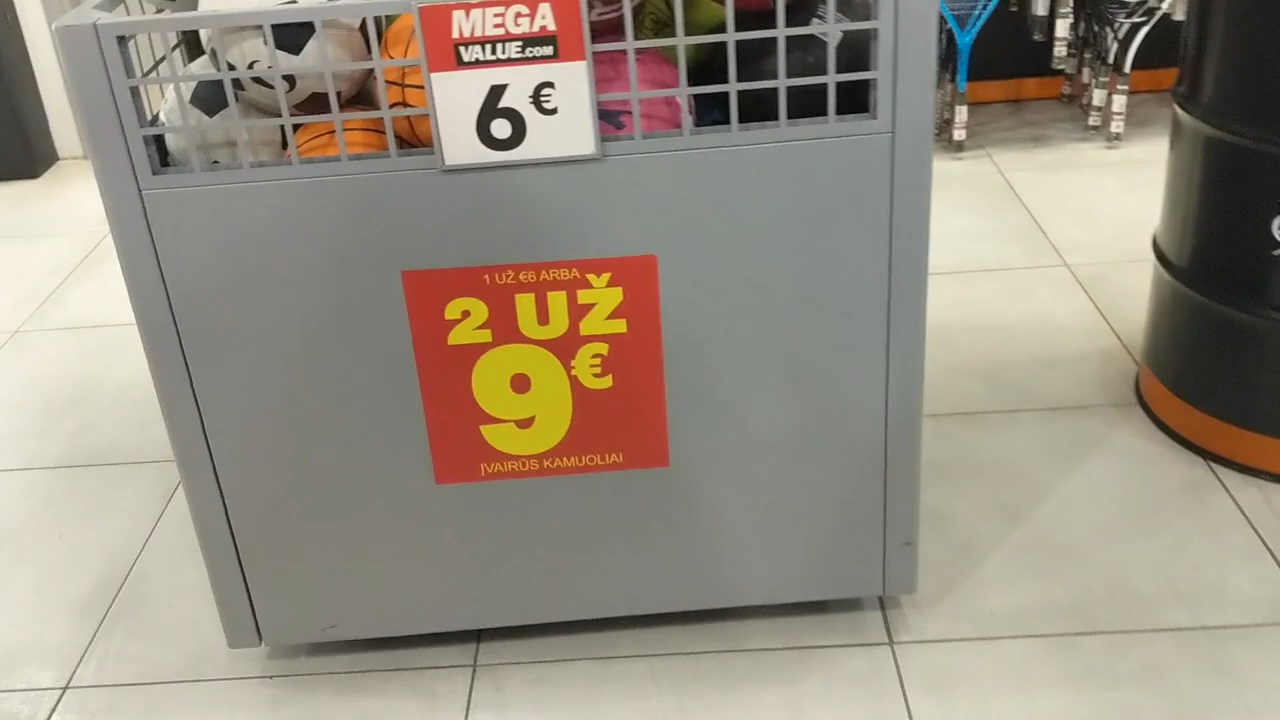 MEGA
VALUE.COM
6€
1 UŽ €6 ARBA
2 UŽ
9€
ĮVAIRŪS KAMUOLIAI